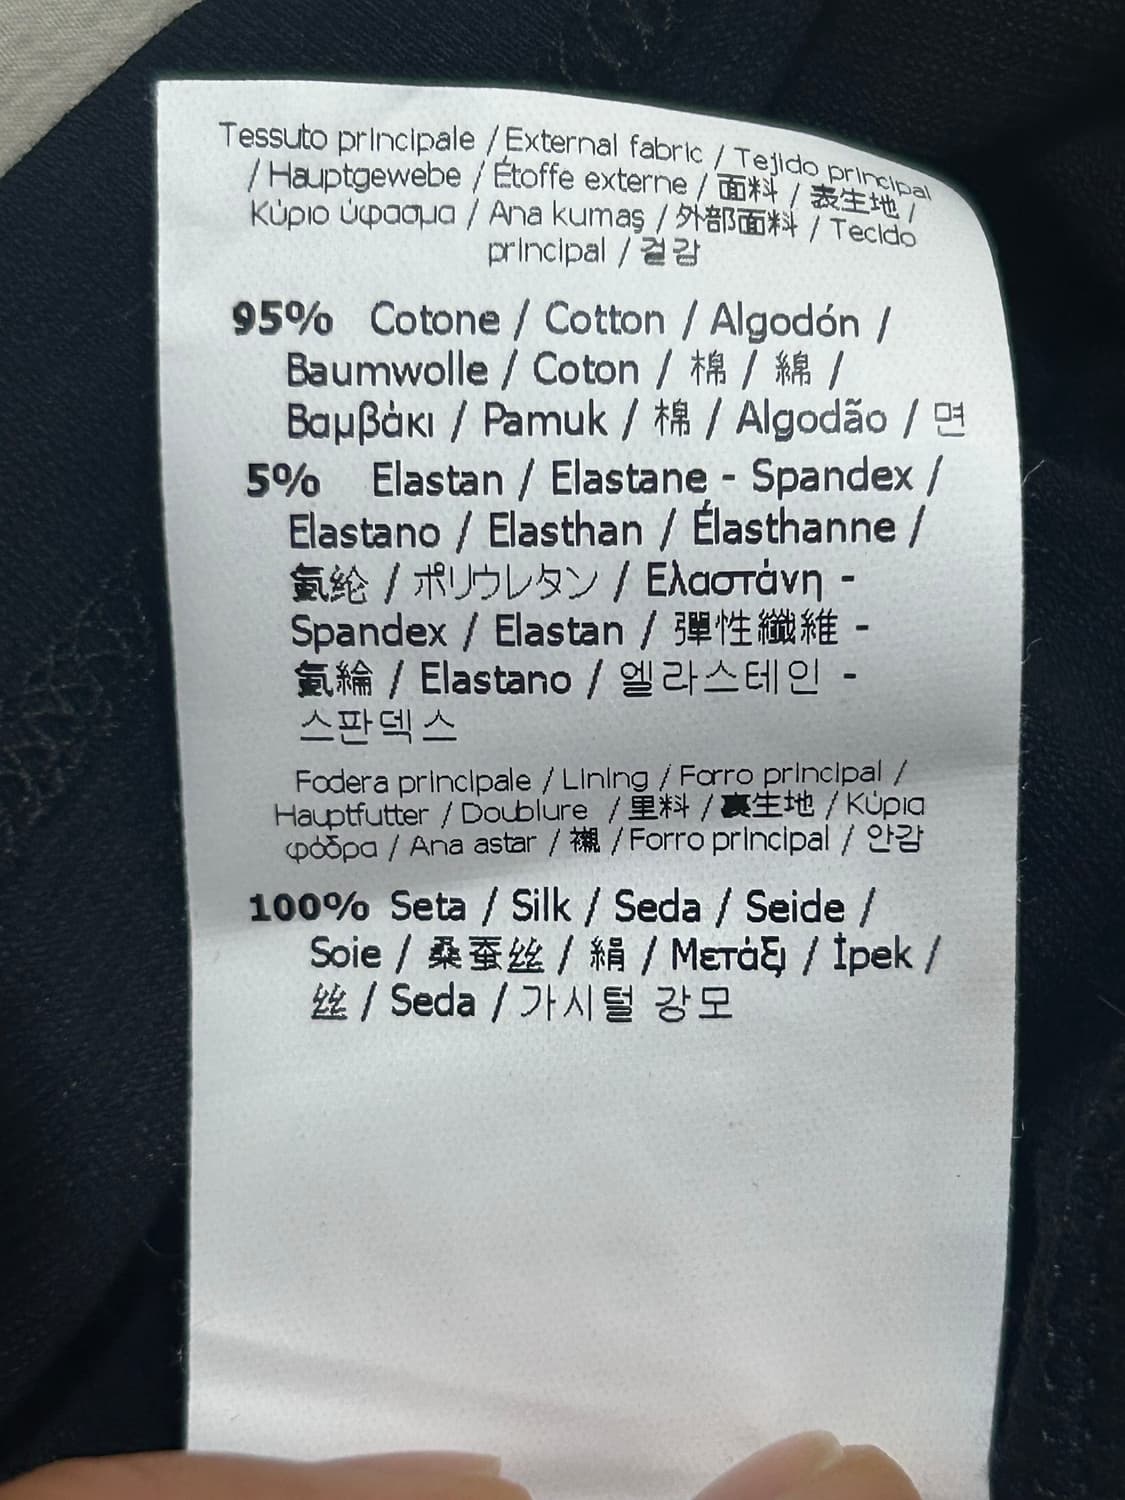 Tessuto principale / External fabric / Tejido principal
/ Hauptgewebe / Étoffe externe / 面料 / 表生地 /
Κύριο ύφασμα / Ana kumaş / 外部面料 / Tecido
principal / 겉감
95% Cotone / Cotton / Algodón /
Baumwolle / Coton / 棉 / 綿 /
Βαμβάκι / Pamuk / 棉 / Algodão / 면
5% Elastan / Elastane - Spandex /
Elastano / Elasthan / Élasthanne /
氨纶 / ポリウレタン / Ελαστάνη -
Spandex / Elastan / 彈性纖維 -
氨綸 / Elastano / 엘라스테인 -
스판덱스
Fodera principale / Lining / Forro principal /
Hauptfutter / Doublure / 里料 / 裏生地 / Κύρια
φόδρα / Ana astar / 襯 / Forro principal / 안감
100% Seta / Silk / Seda / Seide /
Soie / 桑蚕丝 / 絹 / Μετάξι / İpek /
丝 / Seda / 가시털 강모